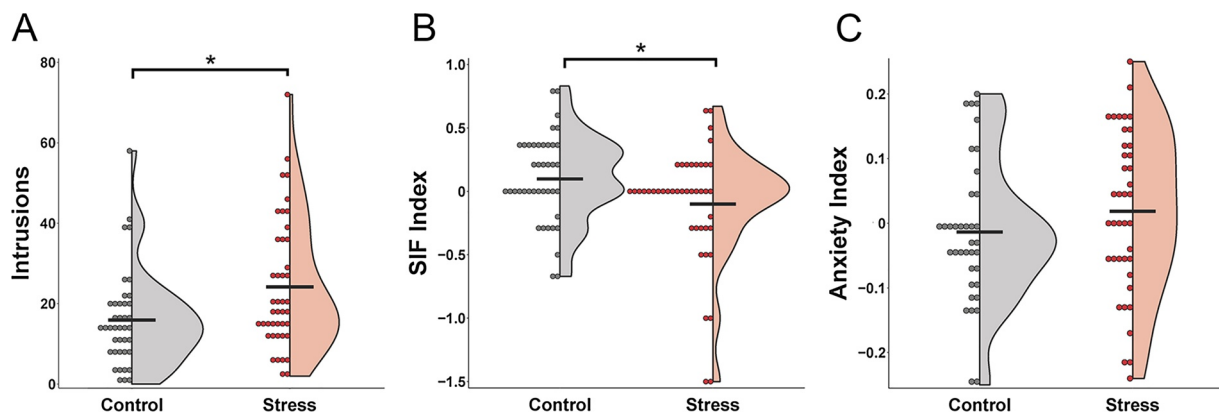 A
B
C
*
*
Intrusions
80
60
40
20
0
Control
Stress
SIF Index
1.0
0.5
0
−0.5
−1.0
−1.5
Control
Stress
Anxiety Index
0.2
0.1
0
−0.1
−0.2
Control
Stress